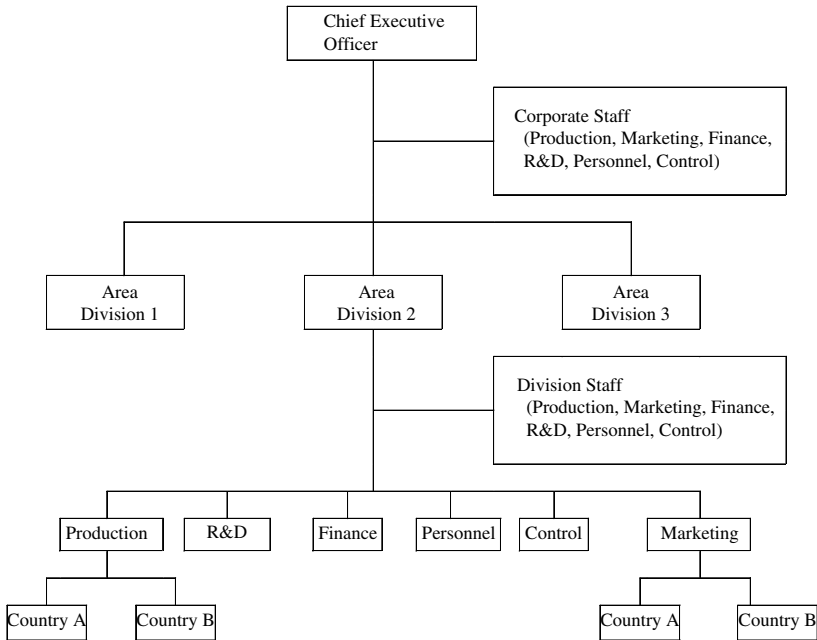 Chief Executive
Officer
Corporate Staff
(Production, Marketing, Finance,
R&D, Personnel, Control)
Area
Division 1
Area
Division 2
Area
Division 3
Division Staff
(Production, Marketing, Finance,
R&D, Personnel, Control)
Production
R&D
Finance
Personnel
Control
Marketing
Country A
Country B
Country A
Country B